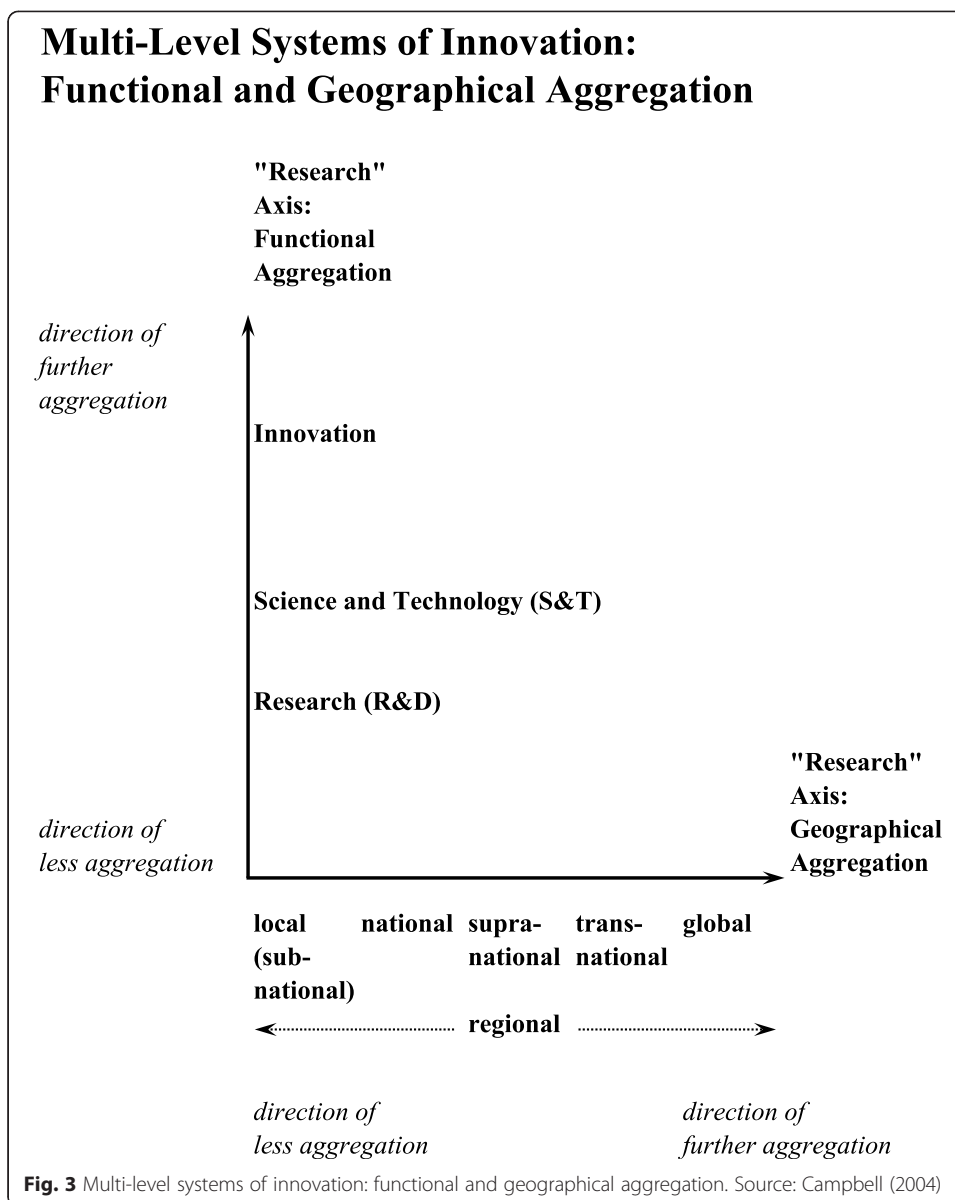 Multi-Level Systems of Innovation:
Functional and Geographical Aggregation
"Research"
Axis:
Functional
Aggregation
direction of
further
aggregation
Innovation
Science and Technology (S&T)
Research (R&D)
"Research"
Axis:
Geographical
Aggregation
direction of
less aggregation
local national supra- trans- global
(sub- national national
national)
regional
direction of direction of
less aggregation further aggregation
Fig. 3 Multi-level systems of innovation: functional and geographical aggregation. Source: Campbell (2004)